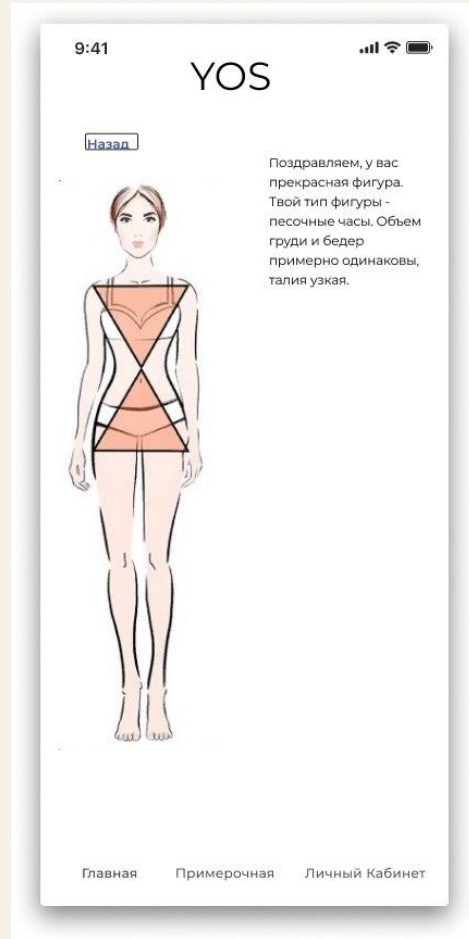 9:41
YOS
Назад
Поздравляем, у вас
прекрасная фигура.
Твой тип фигуры -
песочные часы. Объем
груди и бедер
примерно одинаковы,
талия узкая.
Главная Примерочная Личный Кабинет